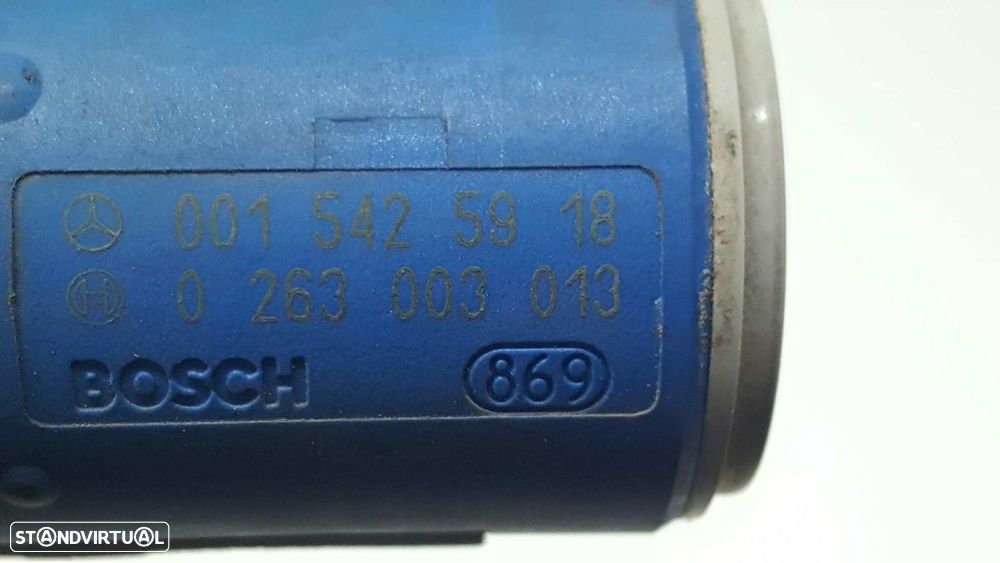 001 542 59 18
0 263 003 013
BOSCH 869
STANDVIRTUAL